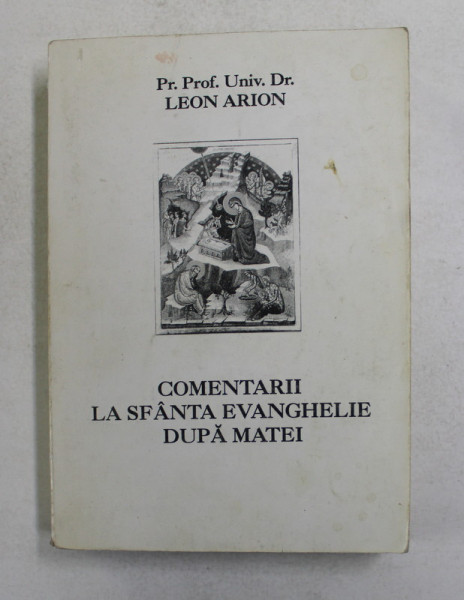 Pr. Prof. Univ. Dr.
LEON ARION
COMENTARII
LA SFÂNTA EVANGHELIE
DUPĂ MATEI